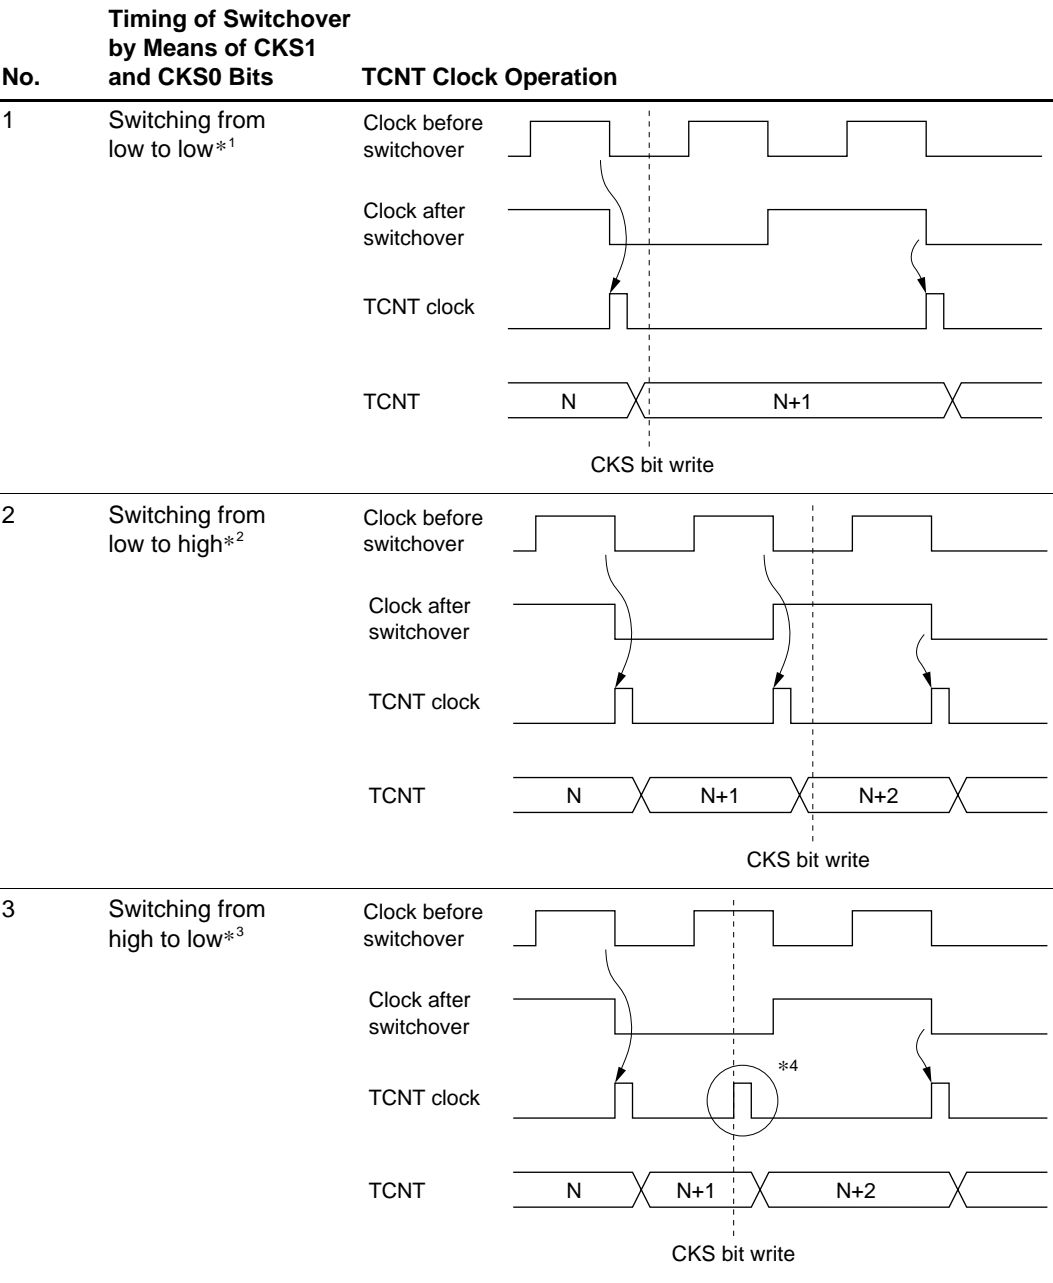 Timing of Switchover
by Means of CKS1
No. and CKS0 Bits TCNT Clock Operation
1 Switching from
low to low*1
Clock before
switchover
Clock after
switchover
TCNT clock
TCNT N N+1
CKS bit write
2 Switching from
low to high*2
Clock before
switchover
Clock after
switchover
TCNT clock
TCNT N N+1 N+2
CKS bit write
3 Switching from
high to low*3
Clock before
switchover
Clock after
switchover
*4
TCNT clock
TCNT N N+1 N+2
CKS bit write